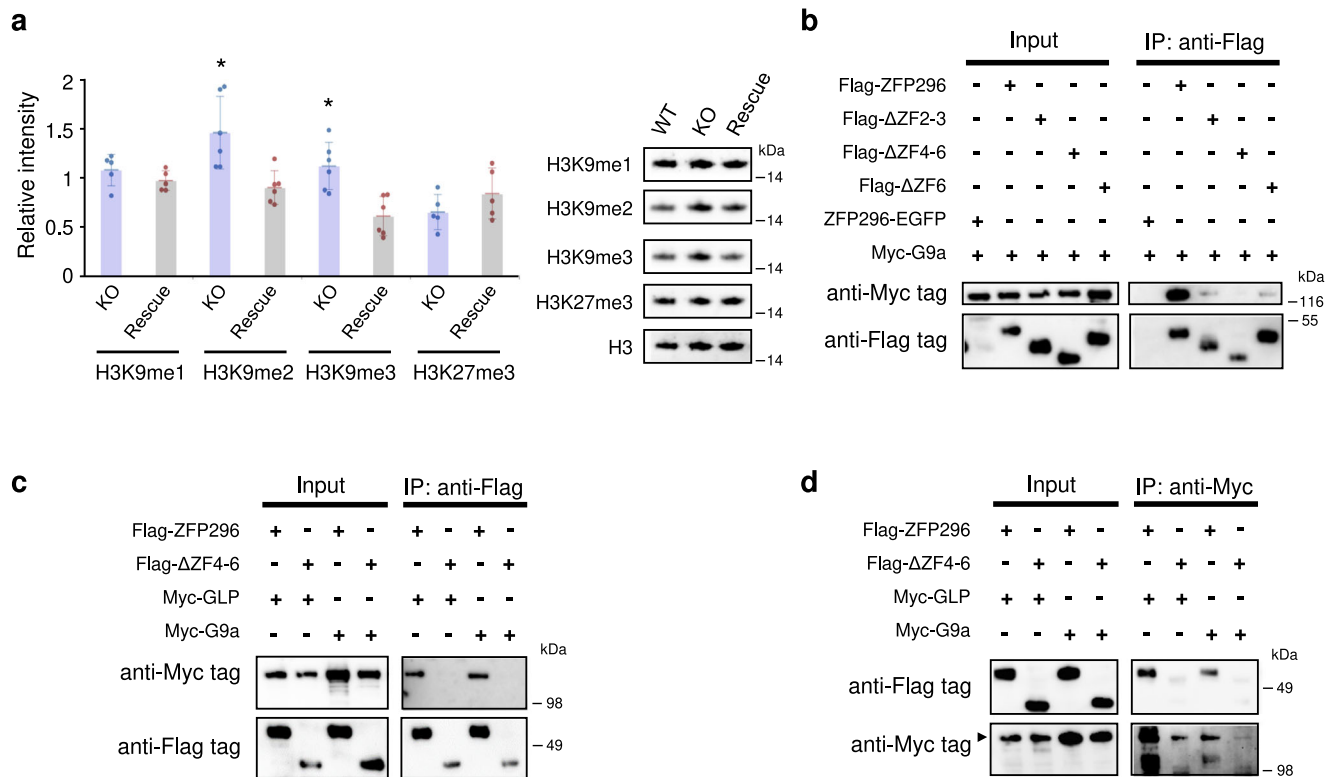 a
Relative intensity
2
1.5
1
0.5
0
*
*
KO
Rescue
KO
Rescue
KO
Rescue
KO
Rescue
H3K9me1
H3K9me2
H3K9me3
H3K27me3
WT
KO
Rescue
kDa
H3K9me1
–14
H3K9me2
–14
H3K9me3
–14
H3K27me3
–14
H3
–14
b
Input IP: anti-Flag
Flag-ZFP296 - + - - - - + - - -
Flag-ΔZF2-3 - - + - - - - + - -
Flag-ΔZF4-6 - - - + - - - - + -
Flag-ΔZF6 - - - - + - - - - +
ZFP296-EGFP + - - - - + - - - -
Myc-G9a + + + + + + + + + +
kDa
anti-Myc tag
–116
–55
anti-Flag tag
c
Input IP: anti-Flag
Flag-ZFP296 + - + - + - + -
Flag-ΔZF4-6 - + - + - + - +
Myc-GLP + + - - + + - -
Myc-G9a - - + + - - + +
kDa
anti-Myc tag
– 98
anti-Flag tag
– 49
d
Input IP: anti-Myc
Flag-ZFP296 + - + - + - + -
Flag-ΔZF4-6 - + - + - + - +
Myc-GLP + + - - + + - -
Myc-G9a - - + + - - + +
kDa
anti-Flag tag
– 49
anti-Myc tag
– 98